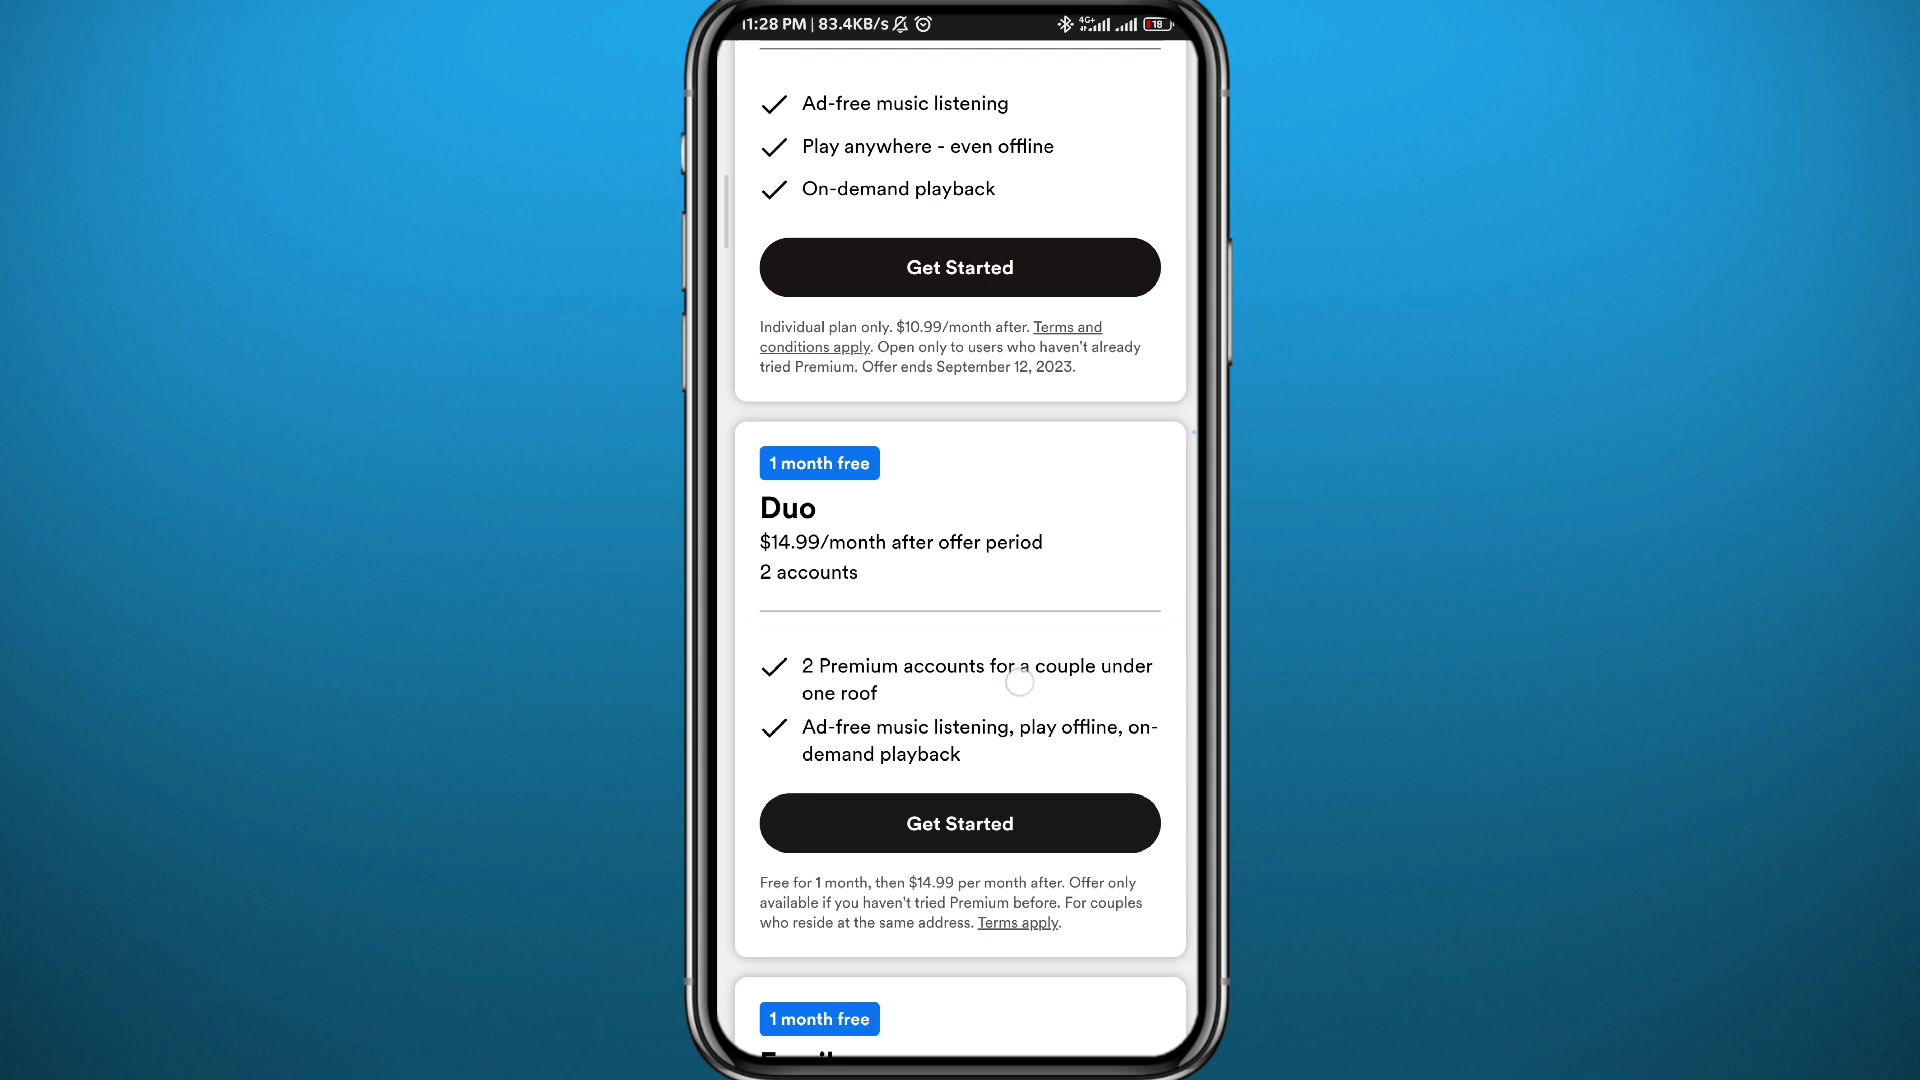 11:28 PM | 83.4KB/s 4G+ 18
Ad-free music listening
Play anywhere - even offline
On-demand playback
Get Started
Individual plan only. $10.99/month after. Terms and
conditions apply. Open only to users who haven't already
tried Premium. Offer ends September 12, 2023.
1 month free
Duo
$14.99/month after offer period
2 accounts
2 Premium accounts for a couple under
one roof
Ad-free music listening, play offline, on-
demand playback
Get Started
Free for 1 month, then $14.99 per month after. Offer only
available if you haven't tried Premium before. For couples
who reside at the same address. Terms apply.
1 month free